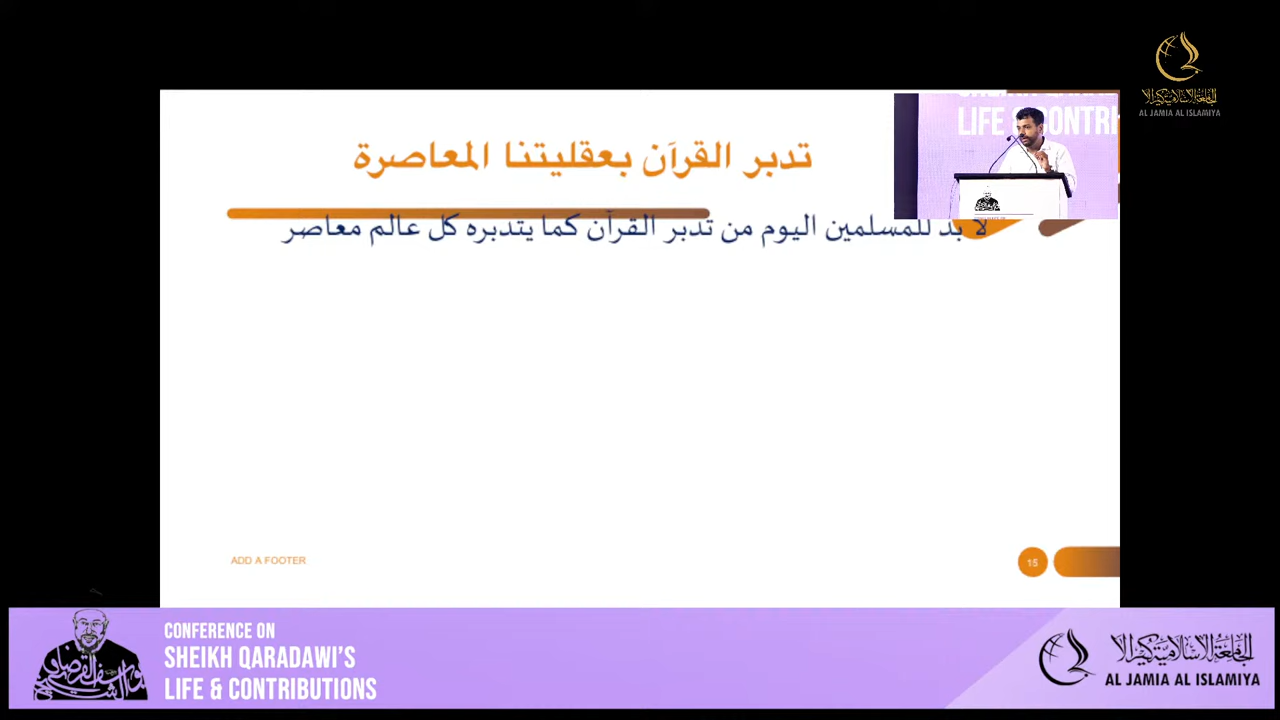 الجامعة الاسلامية كيرالا
AL JAMIA AL ISLAMIYA
LIFE & CONTRI
تدبر القرآن بعقليتنا المعاصرة
لا بد للمسلمين اليوم من تدبر القرآن كما يتدبره كل عالم معاصر
ADD A FOOTER
15
CONFERENCE ON
SHEIKH QARADAWI'S
LIFE & CONTRIBUTIONS
الجامعة الاسلامية كيرالا
AL JAMIA AL ISLAMIYA